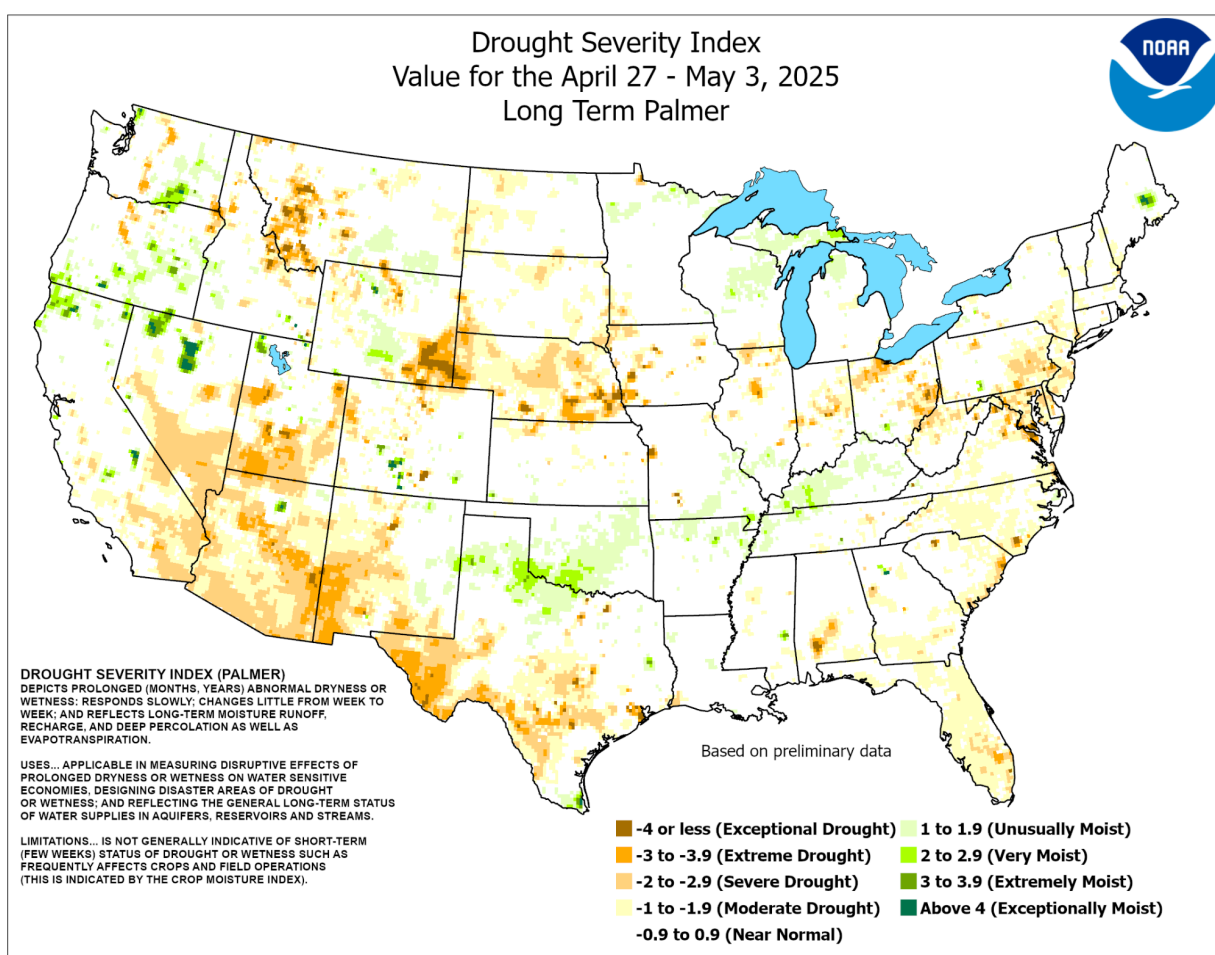 Drought Severity Index
Value for the April 27 - May 3, 2025
Long Term Palmer
NOAA
DROUGHT SEVERITY INDEX (PALMER)
DEPICTS PROLONGED (MONTHS, YEARS) ABNORMAL DRYNESS OR
WETNESS: RESPONDS SLOWLY; CHANGES LITTLE FROM WEEK TO
WEEK; AND REFLECTS LONG-TERM MOISTURE RUNOFF,
RECHARGE, AND DEEP PERCOLATION AS WELL AS
EVAPOTRANSPIRATION.
USES... APPLICABLE IN MEASURING DISRUPTIVE EFFECTS OF
PROLONGED DRYNESS OR WETNESS ON WATER SENSITIVE
ECONOMIES, DESIGNING DISASTER AREAS OF DROUGHT
OR WETNESS; AND REFLECTING THE GENERAL LONG-TERM STATUS
OF WATER SUPPLIES IN AQUIFERS, RESERVOIRS AND STREAMS.
LIMITATIONS... IS NOT GENERALLY INDICATIVE OF SHORT-TERM
(FEW WEEKS) STATUS OF DROUGHT OR WETNESS SUCH AS
FREQUENTLY AFFECTS CROPS AND FIELD OPERATIONS
(THIS IS INDICATED BY THE CROP MOISTURE INDEX).
Based on preliminary data
-4 or less (Exceptional Drought)
-3 to -3.9 (Extreme Drought)
-2 to -2.9 (Severe Drought)
-1 to -1.9 (Moderate Drought)
-0.9 to 0.9 (Near Normal)
1 to 1.9 (Unusually Moist)
2 to 2.9 (Very Moist)
3 to 3.9 (Extremely Moist)
Above 4 (Exceptionally Moist)